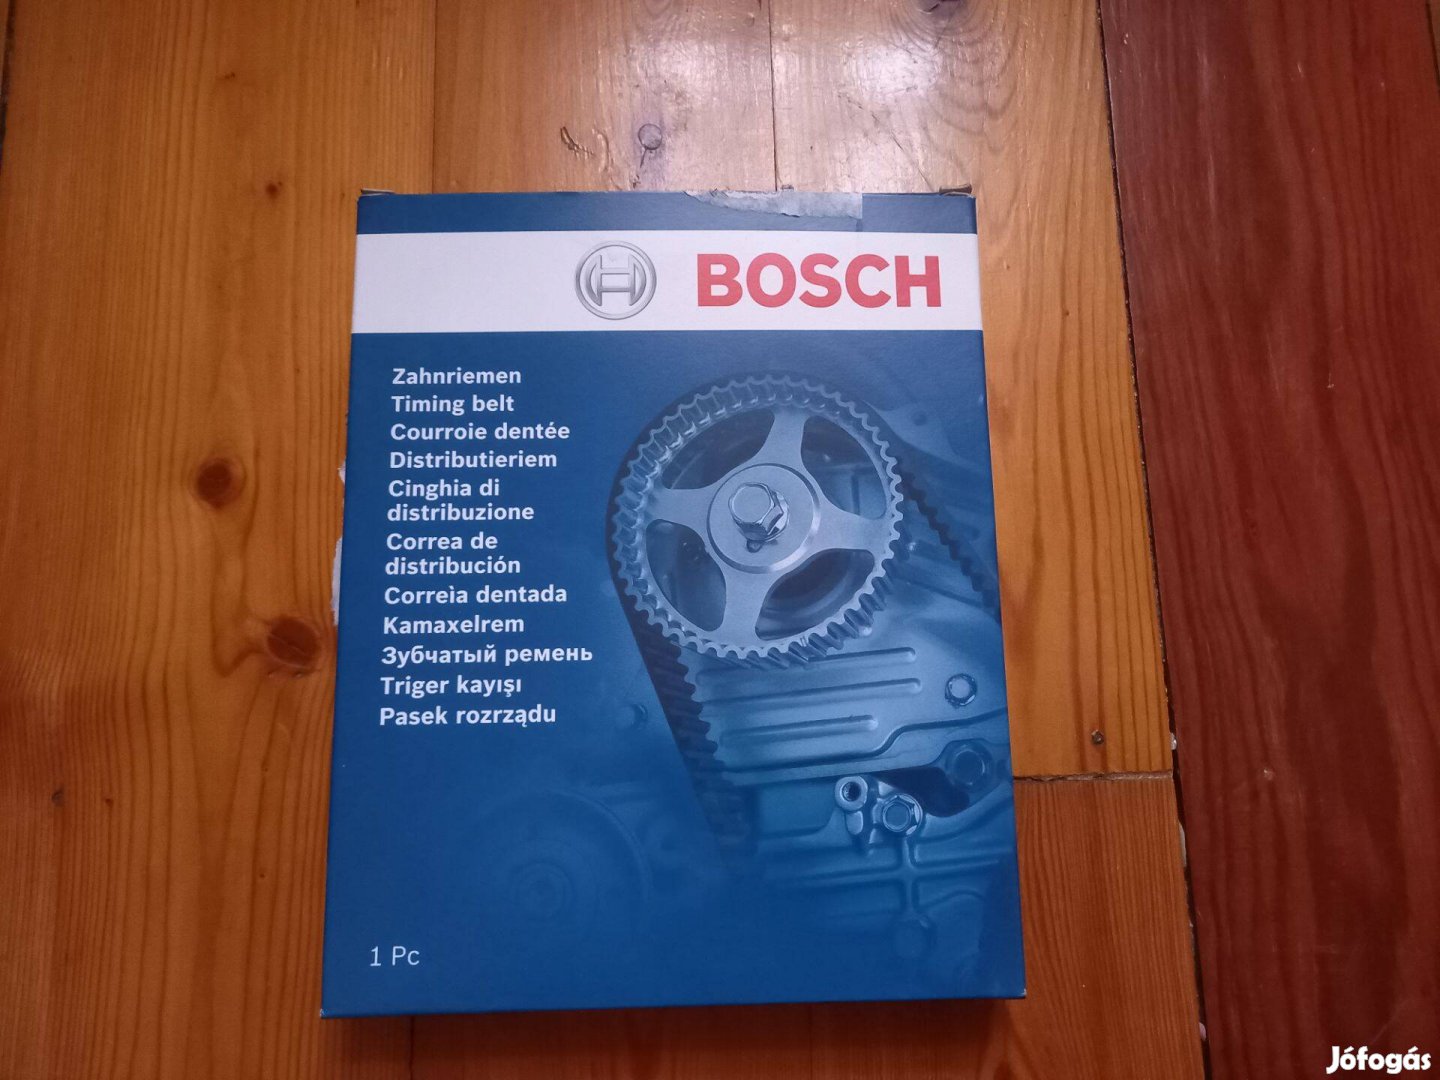 BOSCH
Zahnriemen
Timing belt
Courroie dentée
Distributieriem
Cinghia di
distribuzione
Correa de
distribución
Correìa dentada
Kamaxelrem
Зубчатый ремень
Triger kayışı
Pasek rozrządu
1 Pc
Jófogás